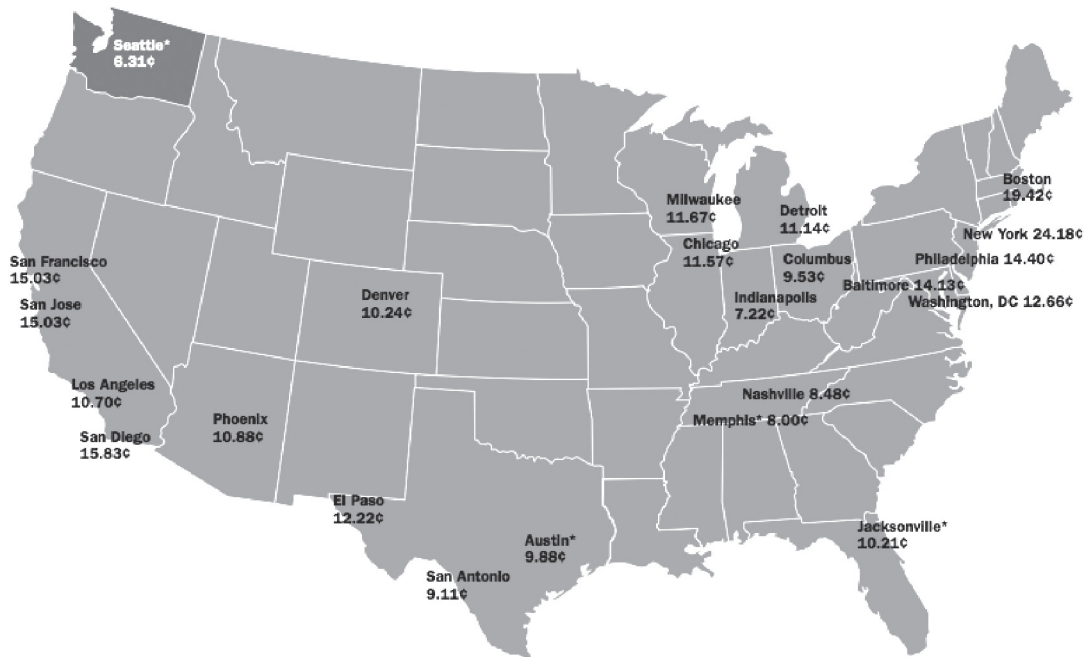 Seattle*
6.31¢
Boston
19.42¢
Milwaukee
11.67¢
Detroit
11.14¢
New York 24.18¢
Chicago
11.57¢
Columbus
9.53¢
Philadelphia 14.40¢
San Francisco
15.03¢
Baltimore 14.13¢
Indianapolis
7.22¢
Washington, DC 12.66¢
Denver
10.24¢
San Jose
15.03¢
Los Angeles
10.70¢
Nashville 8.48¢
Phoenix
10.88¢
Memphis* 8.00¢
San Diego
15.83¢
El Paso
12.22¢
Jacksonville*
10.21¢
Austin*
9.88¢
San Antonio
9.11¢